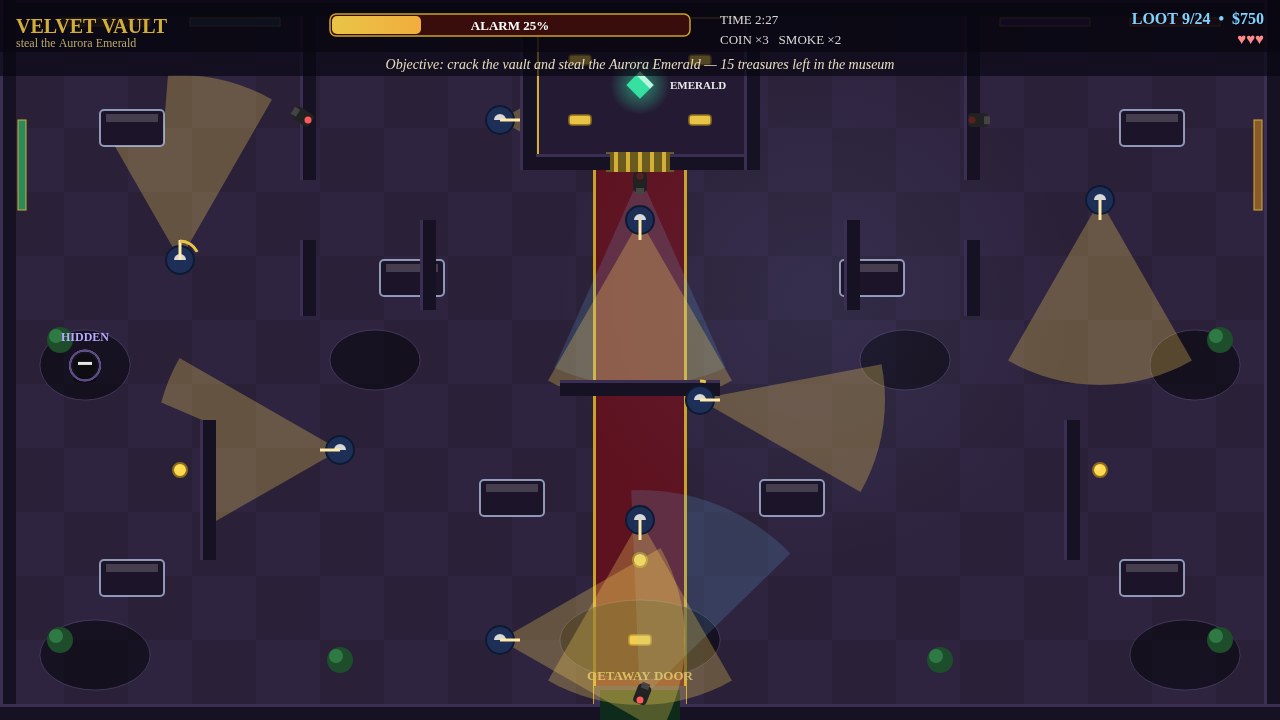 VELVET VAULT
steal the Aurora Emerald
ALARM 25%
TIME 2:27
COIN ×3 SMOKE ×2
LOOT 9/24 • $750
♥♥♥
Objective: crack the vault and steal the Aurora Emerald — 15 treasures left in the museum
EMERALD
HIDDEN
GETAWAY DOOR